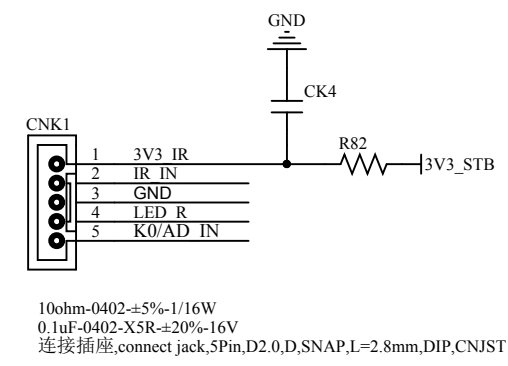 GND
CK4
CNK1
R82
1 3V3_IR
3V3_STB
2 IR_IN
3 GND
4 LED_R
5 K0/AD_IN
10ohm-0402-±5%-1/16W
0.1uF-0402-X5R-±20%-16V
连接插座,connect jack,5Pin,D2.0,D,SNAP,L=2.8mm,DIP,CNJST